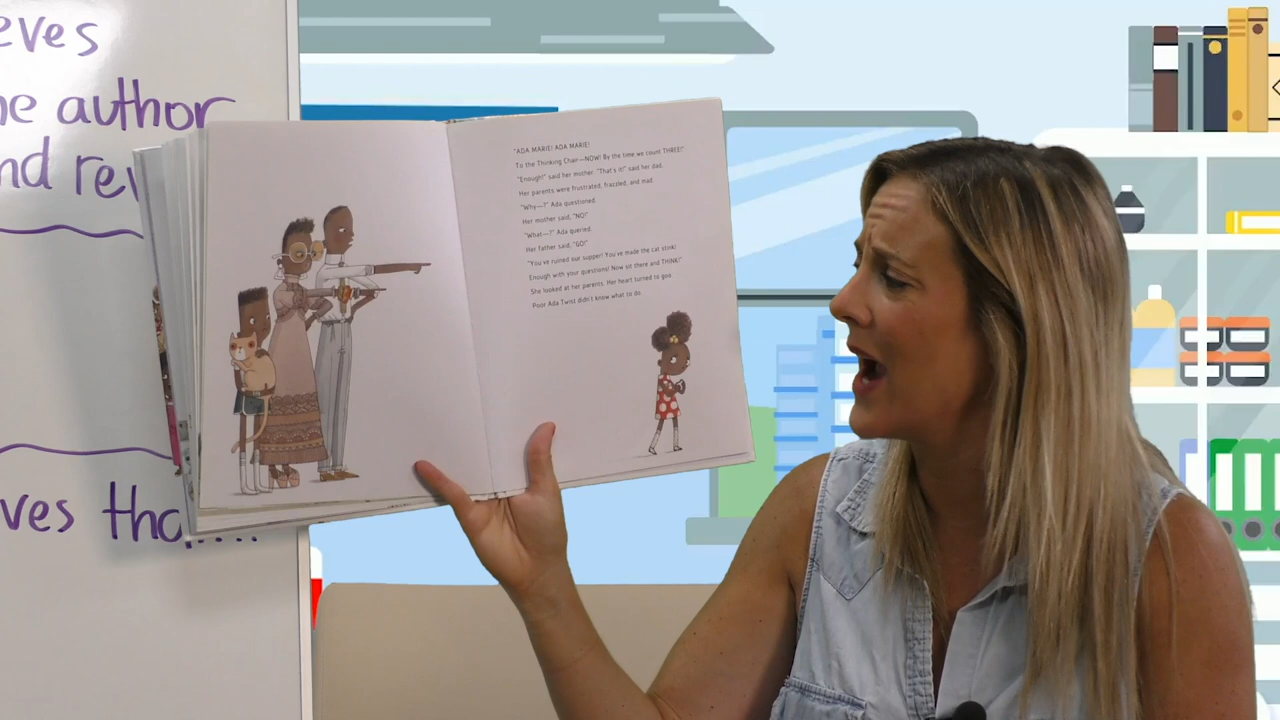 eves
he author
nd rev
ves tha....
"ADA MARIE! ADA MARIE!
To the Thinking Chair—NOW! By the time we count THREE!"
"Enough!" said her mother. "That's it!" said her dad.
Her parents were frustrated, frazzled, and mad.
"Why—?" Ada questioned.
Her mother said, "NO!"
"What—?" Ada queried.
Her father said, "GO!"
"You've ruined our supper! You've made the cat stink!
Enough with your questions! Now sit there and THINK!"
She looked at her parents. Her heart turned to goo.
Poor Ada Twist didn't know what to do.